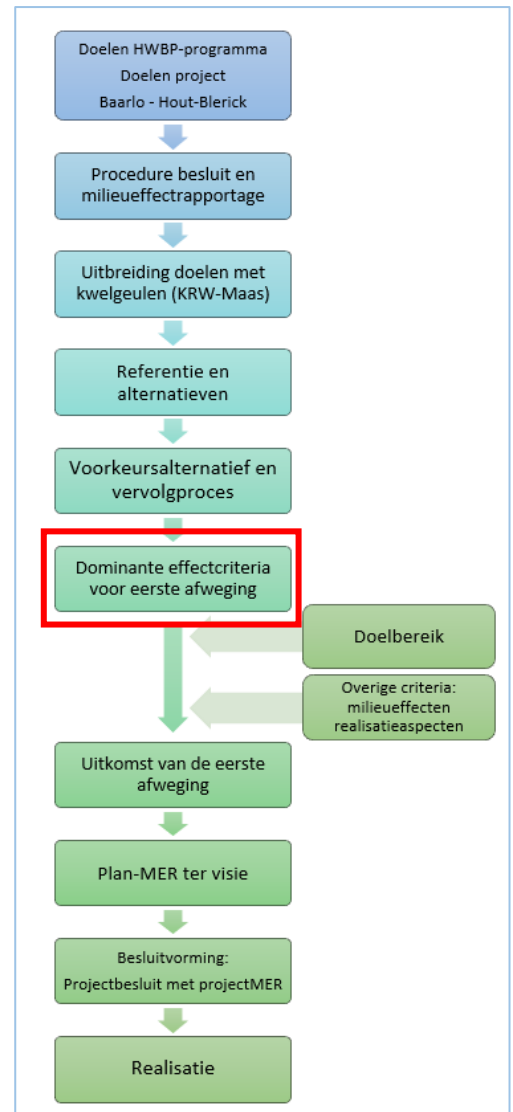 Doelen HWBP-programma
Doelen project
Baarlo - Hout-Blerick
Procedure besluit en
milieueffectrapportage
Uitbreiding doelen met
kwelgeulen (KRW-Maas)
Referentie en
alternatieven
Voorkeursalternatief en
vervolgproces
Dominante effectcriteria
voor eerste afweging
Doelbereik
Overige criteria:
milieueffecten
realisatieaspecten
Uitkomst van de eerste
afweging
Plan-MER ter visie
Besluitvorming:
Projectbesluit met projectMER
Realisatie